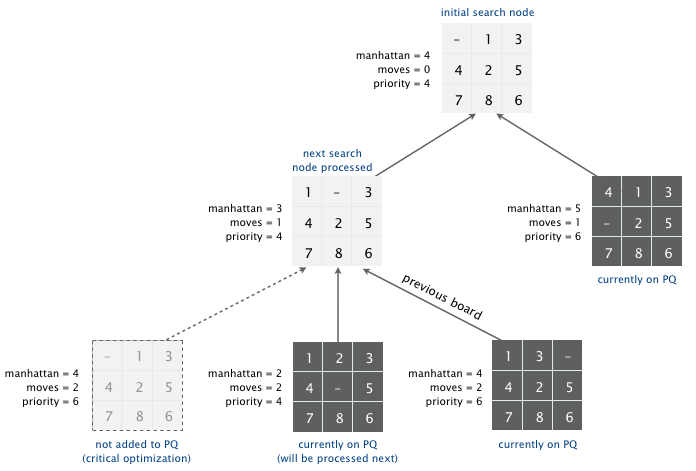 initial search node
– 1 3
4 2 5
7 8 6
manhattan = 4
moves = 0
priority = 4
next search
node processed
1 – 3
4 2 5
7 8 6
manhattan = 3
moves = 1
priority = 4
4 1 3
– 2 5
7 8 6
manhattan = 5
moves = 1
priority = 6
currently on PQ
previous board
– 1 3
4 2 5
7 8 6
manhattan = 4
moves = 2
priority = 6
not added to PQ
(critical optimization)
1 2 3
4 – 5
7 8 6
manhattan = 2
moves = 2
priority = 4
currently on PQ
(will be processed next)
1 3 –
4 2 5
7 8 6
manhattan = 4
moves = 2
priority = 6
currently on PQ